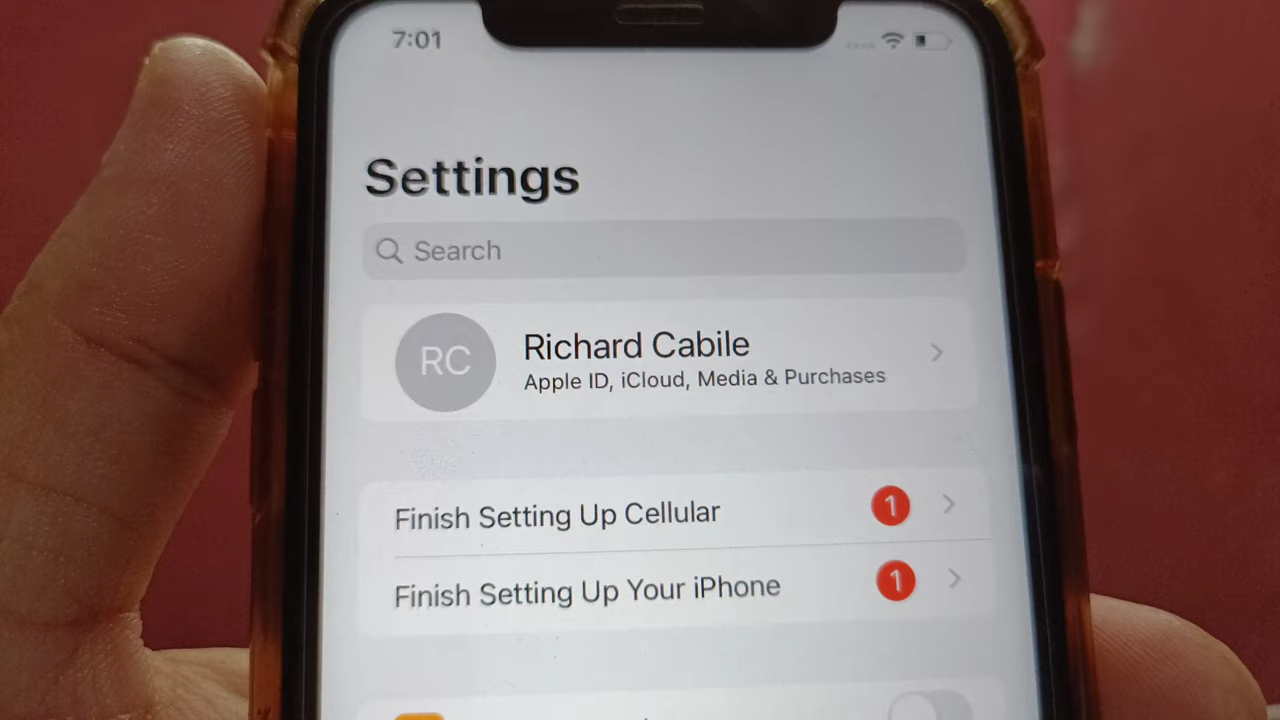 7:01
Settings
Search
RC
Richard Cabile
Apple ID, iCloud, Media & Purchases
Finish Setting Up Cellular
1
Finish Setting Up Your iPhone
1